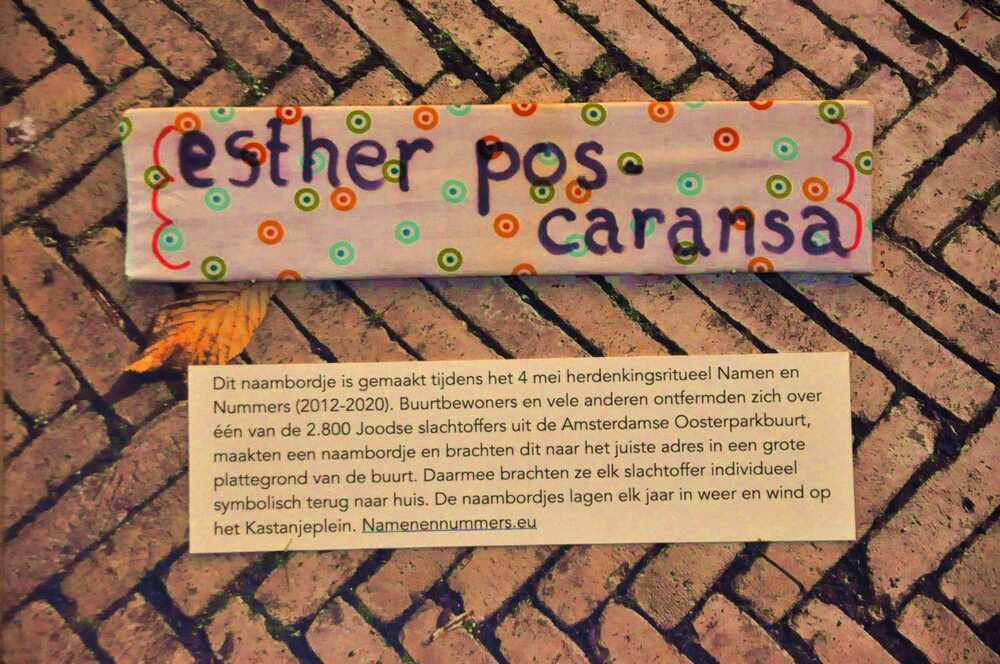 esther pos-
caransa
Dit naambordje is gemaakt tijdens het 4 mei herdenkingsritueel Namen en
Nummers (2012-2020). Buurtbewoners en vele anderen ontfermden zich over
één van de 2.800 Joodse slachtoffers uit de Amsterdamse Oosterparkbuurt,
maakten een naambordje en brachten dit naar het juiste adres in een grote
plattegrond van de buurt. Daarmee brachten ze elk slachtoffer individueel
symbolisch terug naar huis. De naambordjes lagen elk jaar in weer en wind op
het Kastanjeplein. Namenennummers.eu